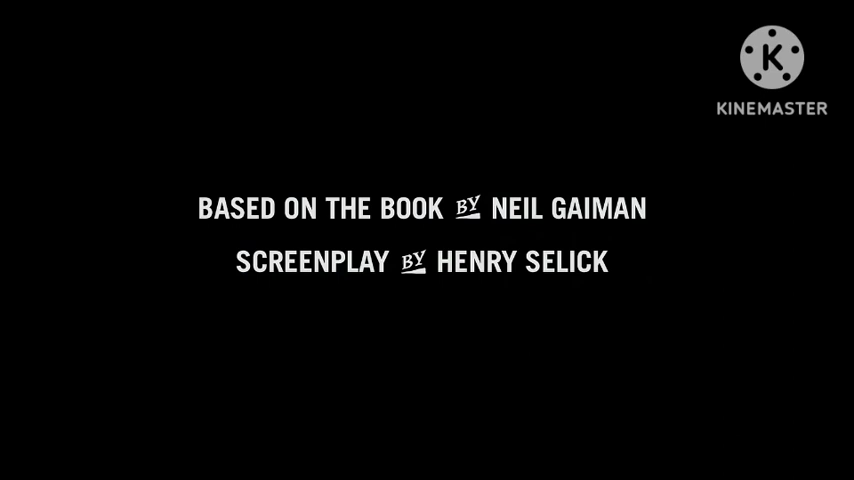 K
KINEMASTER
BASED ON THE BOOK BY NEIL GAIMAN
SCREENPLAY BY HENRY SELICK